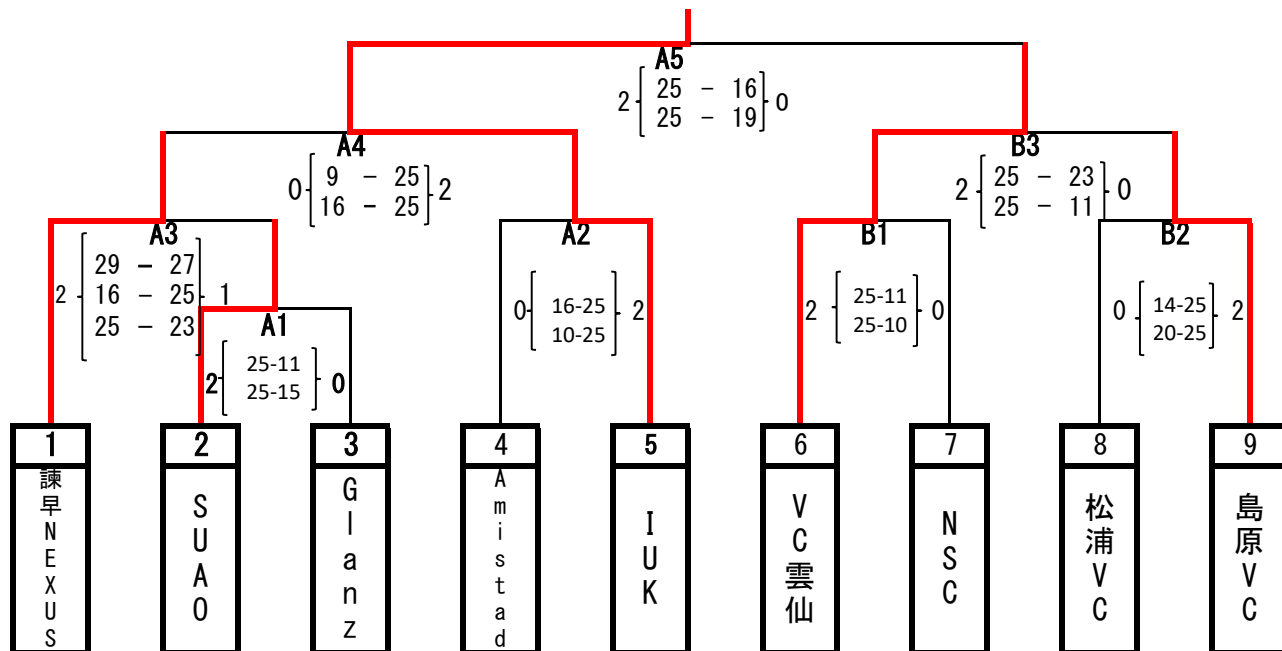 A5
2 25 － 16 0
25 － 19
A4
0 9 － 25 2
16 － 25
B3
2 25 － 23 0
25 － 11
A3
29 － 27
2 16 － 25 1
25 － 23
A2
0 16-25 2
10-25
B1
2 25-11 0
25-10
B2
0 14-25 2
20-25
A1
2 25-11 0
25-15
1 2 3 4 5 6 7 8 9
諫早NEXUS
SUAO
Glanz
Amistad
IUK
VC雲仙
NSC
松浦VC
島原VC